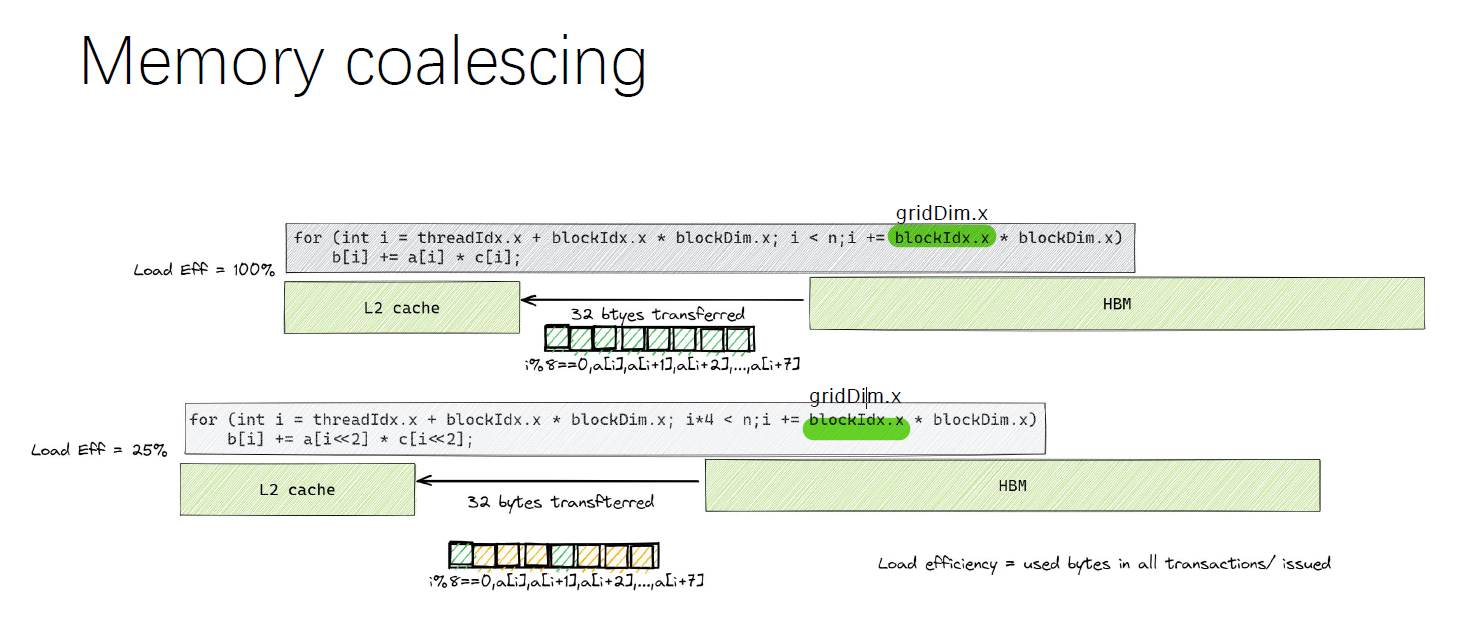 Memory coalescing
gridDim.x
for (int i = threadIdx.x + blockIdx.x * blockDim.x; i < n;i += blockIdx.x * blockDim.x)
b[i] += a[i] * c[i];
Load Eff = 100%
L2 cache
HBM
32 btyes transferred
i%8==0,a[i],a[i+1],a[i+2],...,a[i+7]
gridDim.x
for (int i = threadIdx.x + blockIdx.x * blockDim.x; i*4 < n;i += blockIdx.x * blockDim.x)
b[i] += a[i<<2] * c[i<<2];
Load Eff = 25%
L2 cache
HBM
32 bytes transfterred
i%8==0,a[i],a[i+1],a[i+2],...,a[i+7]
Load efficiency = used bytes in all transactions/ issued